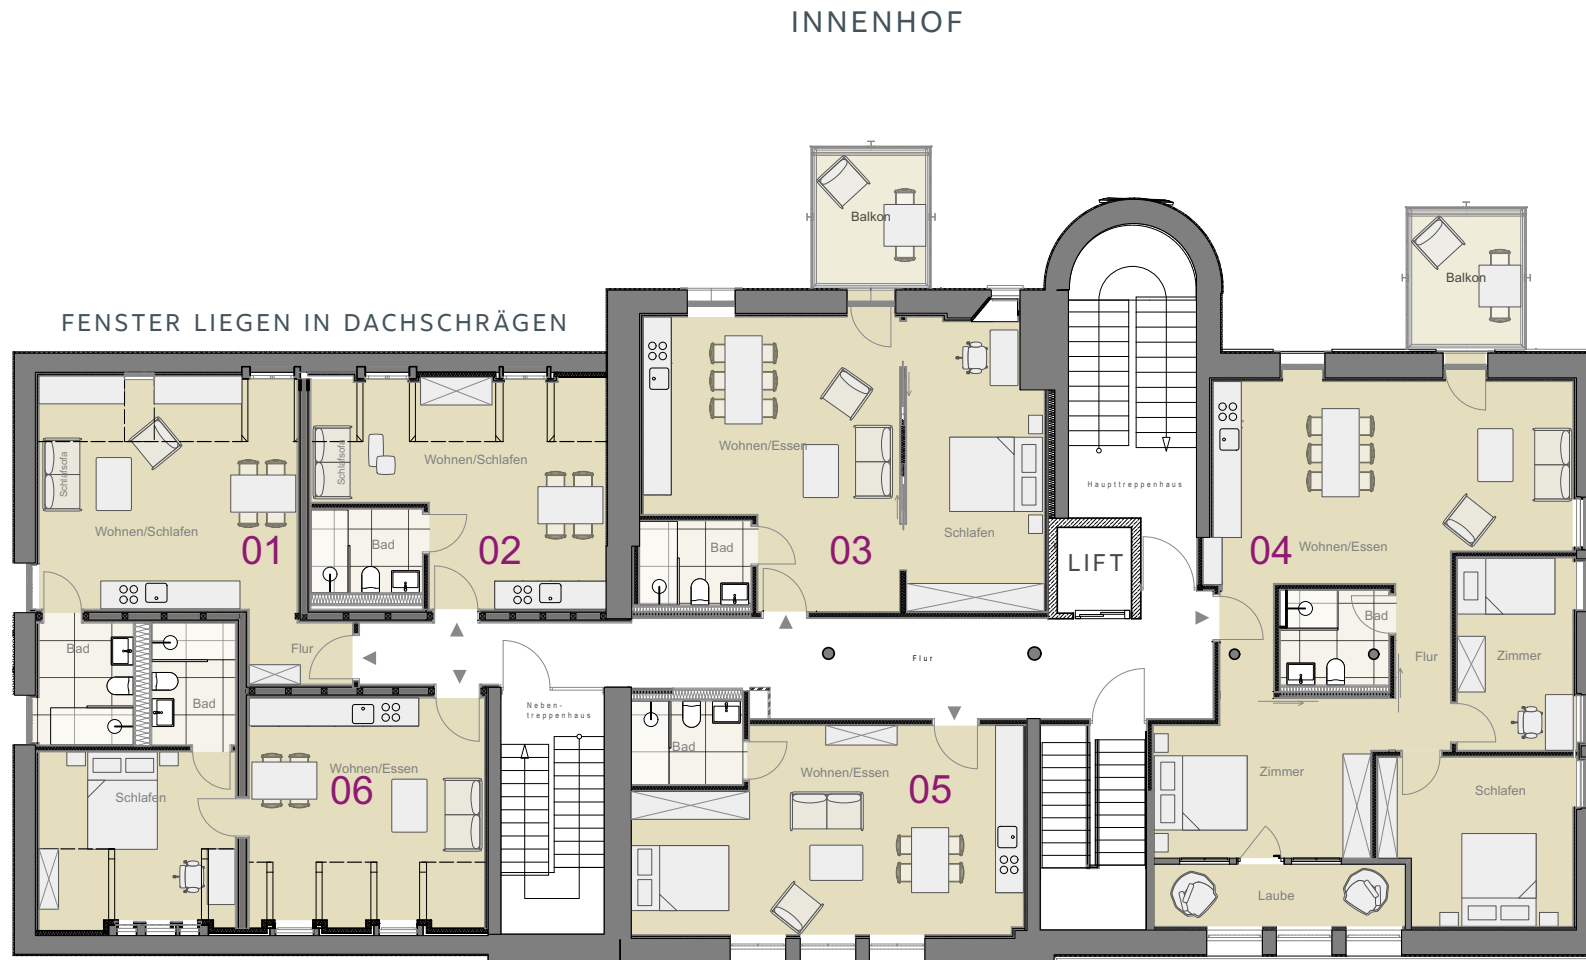 INNENHOF
Balkon
Balkon
FENSTER LIEGEN IN DACHSCHRÄGEN
Schlafsofa
Wohnen/Schlafen
01
Schlafsofa
Wohnen/Schlafen
Bad
02
Wohnen/Essen
Bad
03
Schlafen
Haupttreppenhaus
LIFT
04
Wohnen/Essen
Bad
Flur
Zimmer
Bad
Bad
Flur
Flur
Neben-
treppenhaus
Schlafen
Wohnen/Essen
06
Bad
Wohnen/Essen
05
Zimmer
Schlafen
Laube